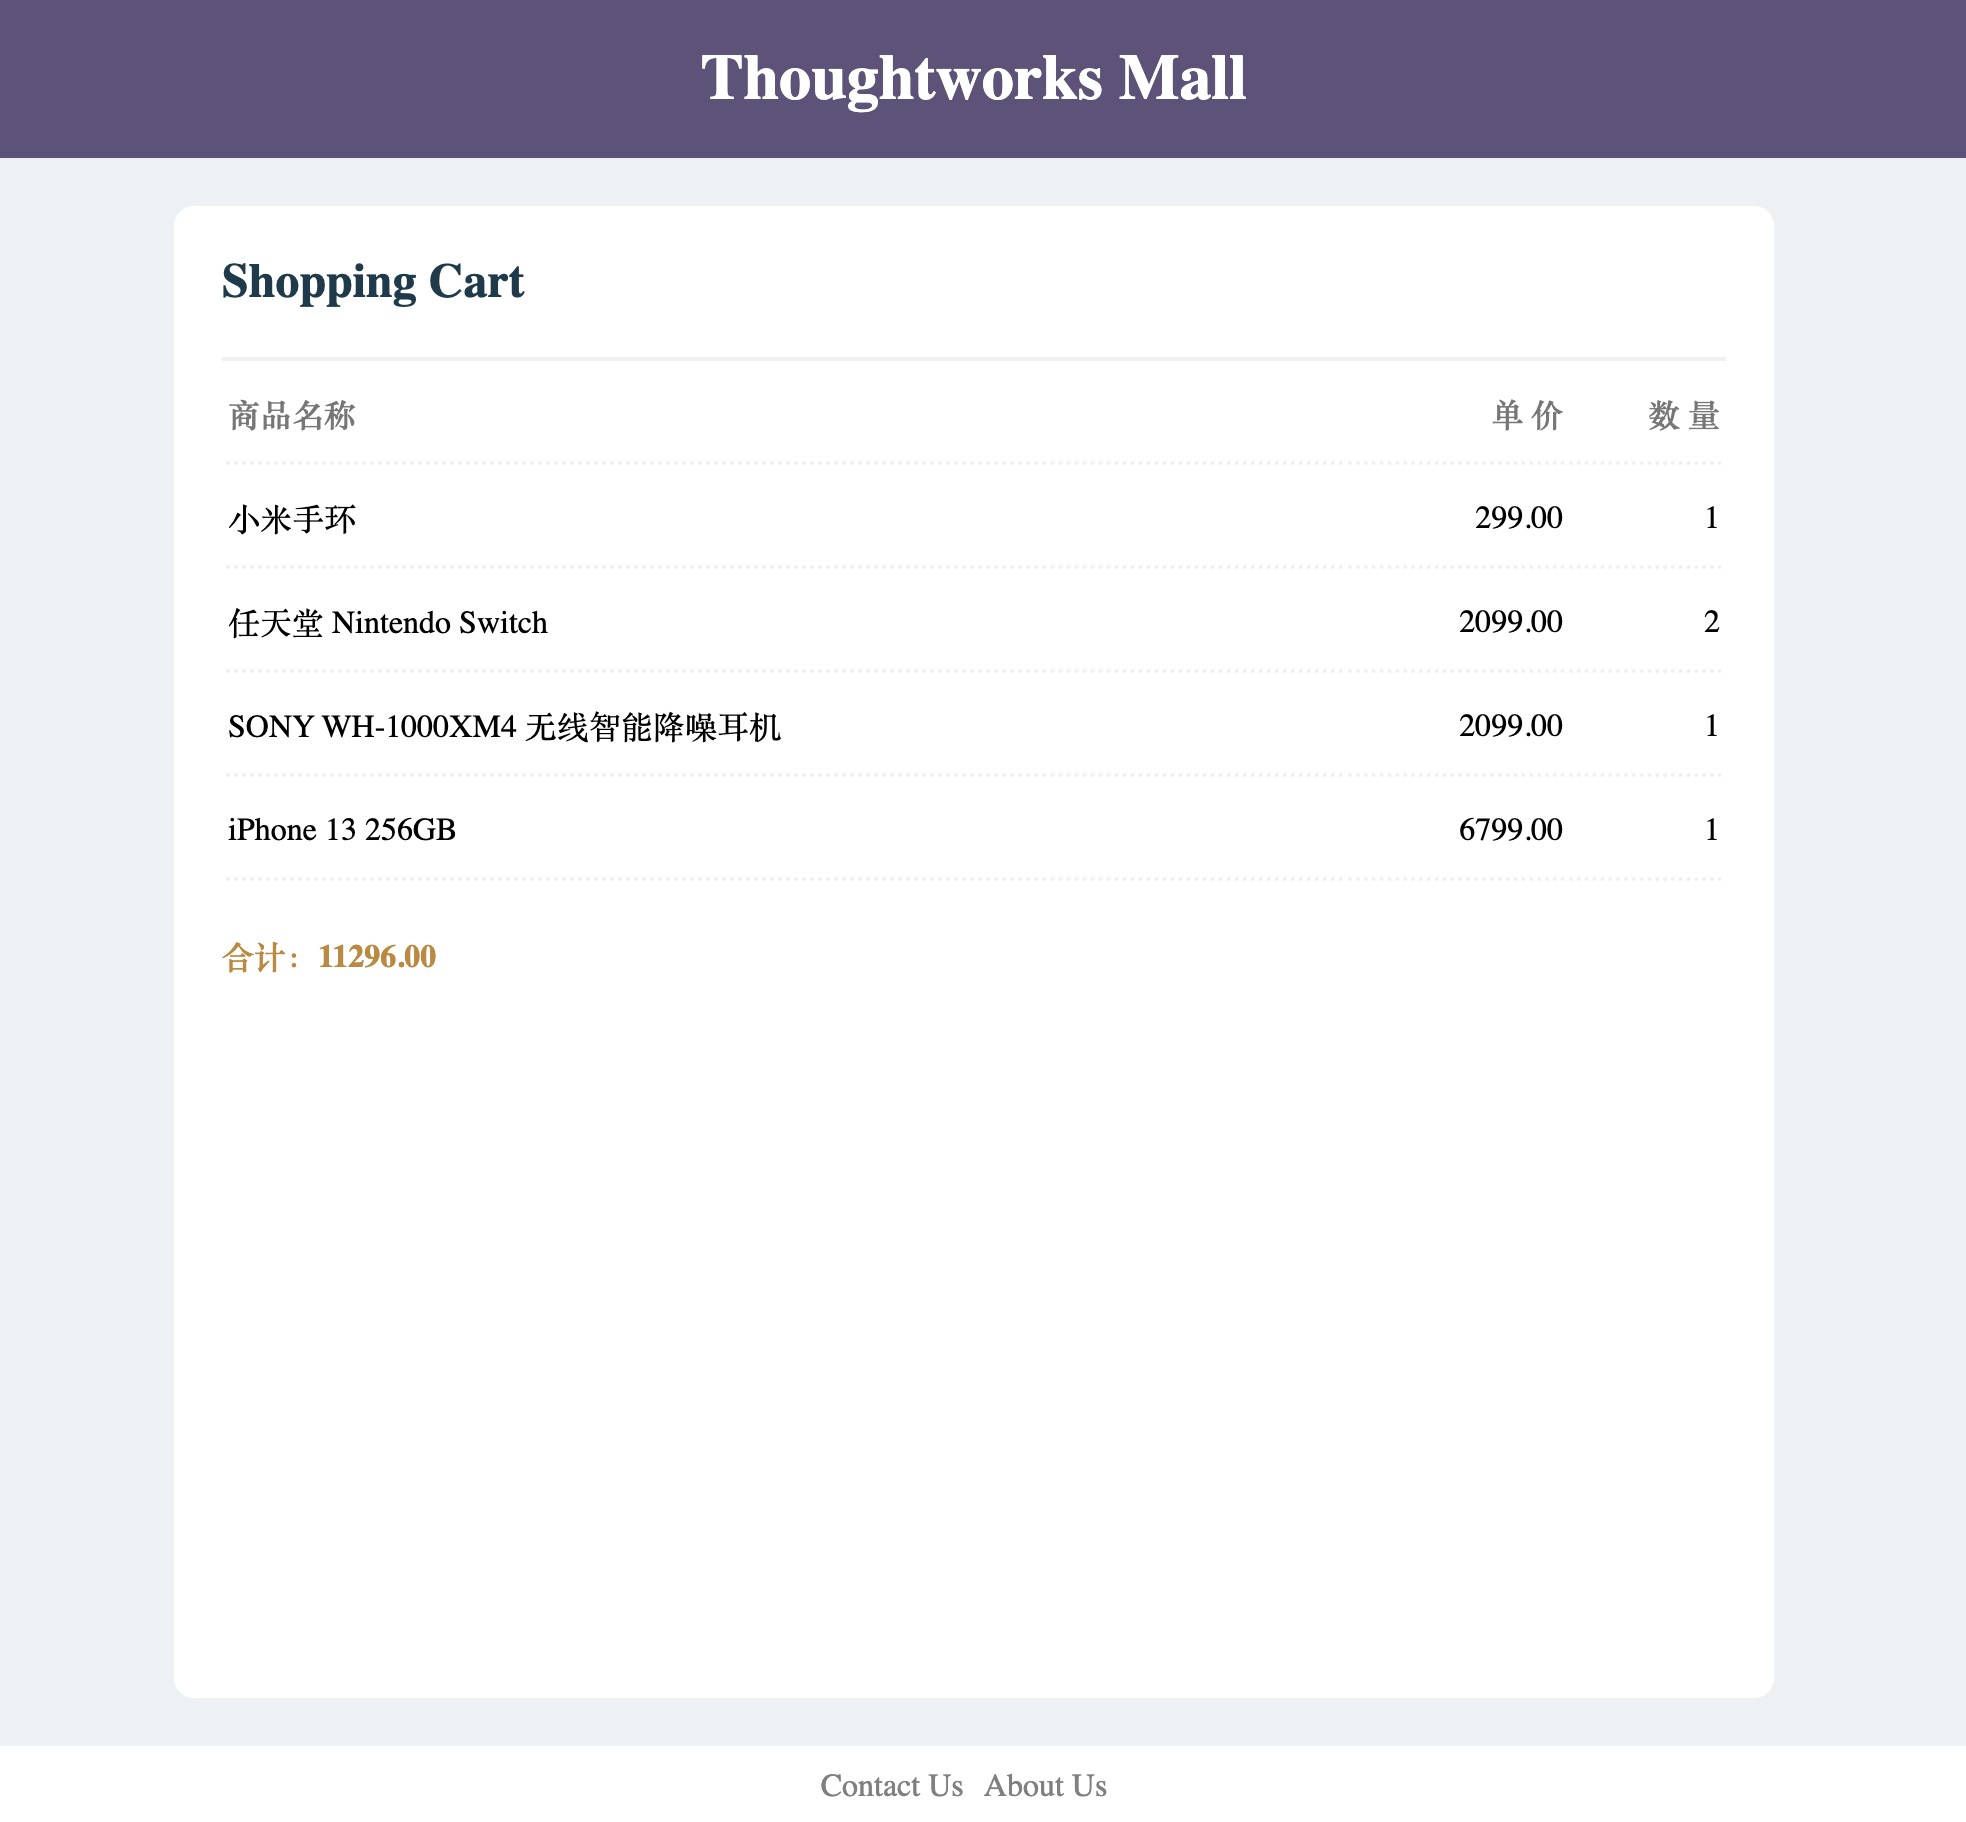 Thoughtworks Mall
Shopping Cart
商品名称 单 价 数 量
小米手环 299.00 1
任天堂 Nintendo Switch 2099.00 2
SONY WH-1000XM4 无线智能降噪耳机 2099.00 1
iPhone 13 256GB 6799.00 1
合计：11296.00
Contact Us About Us